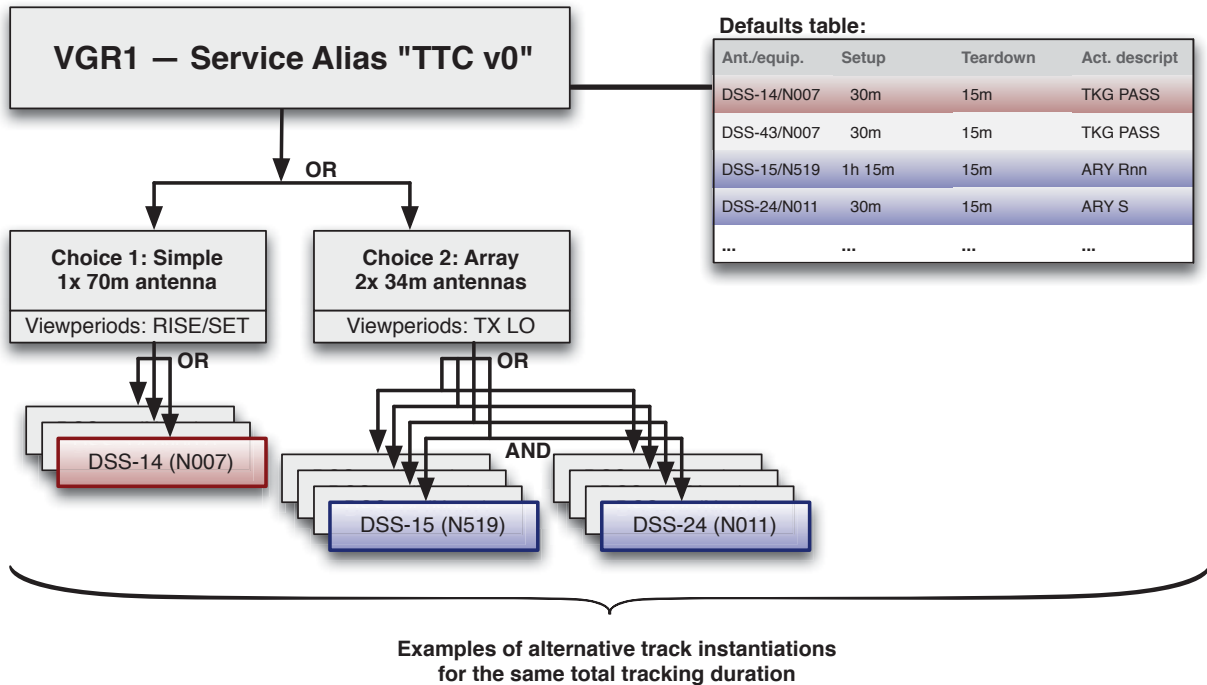 VGR1 — Service Alias "TTC v0"
Defaults table:
Ant./equip. Setup Teardown Act. descript
DSS-14/N007 30m 15m TKG PASS
DSS-43/N007 30m 15m TKG PASS
DSS-15/N519 1h 15m 15m ARY Rnn
DSS-24/N011 30m 15m ARY S
... ... ... ...
OR
Choice 1: Simple
1x 70m antenna
Viewperiods: RISE/SET
Choice 2: Array
2x 34m antennas
Viewperiods: TX LO
OR
OR
AND
DSS-14 (N007)
DSS-15 (N519)
DSS-24 (N011)
Examples of alternative track instantiations
for the same total tracking duration